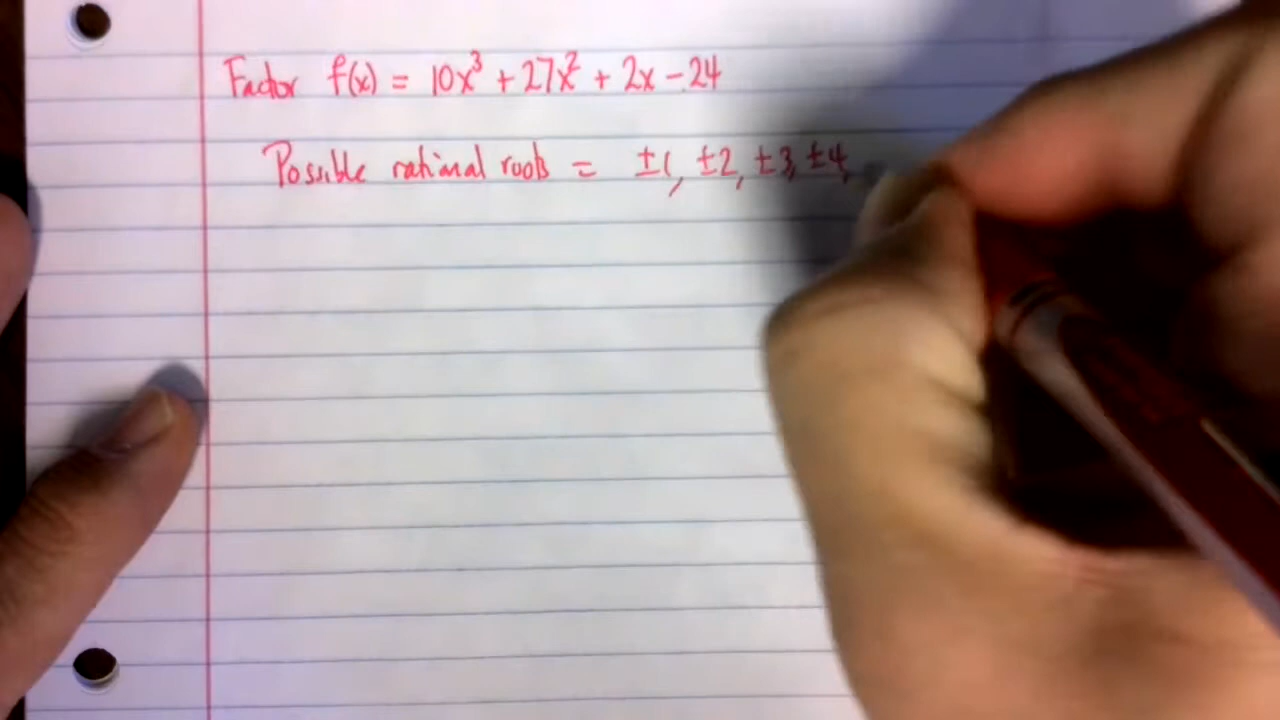 Factor f(x) = 10x³ + 27x² + 2x - 24
Possible rational roots = ±1, ±2, ±3, ±4,